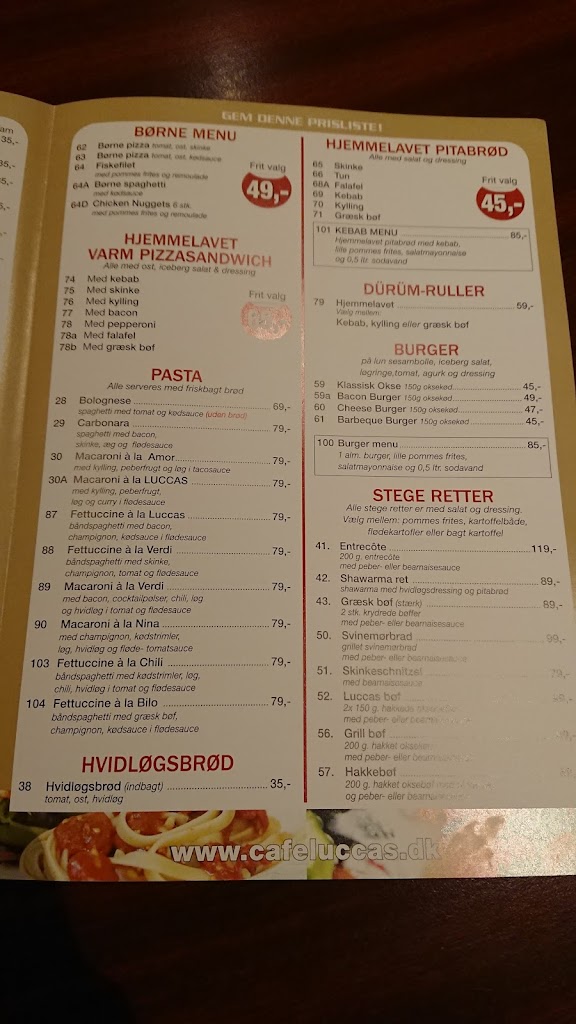 GEM DENNE PRISLISTE!
BØRNE MENU
62 Børne pizza tomat, ost, skinke
63 Børne pizza tomat, ost, kødsauce
64 Fiskefilet
med pommes frites og remoulade
64A Børne spaghetti
med kødsauce
64D Chicken Nuggets 6 stk.
med pommes frites og remoulade
Frit valg
49,-
HJEMMELAVET
VARM PIZZASANDWICH
Alle med ost, iceberg salat & dressing
74 Med kebab
75 Med skinke
76 Med kylling
77 Med bacon
78 Med pepperoni
78a Med falafel
78b Med græsk bøf
Frit valg
PASTA
Alle serveres med friskbagt brød
28 Bolognese 69,-
spaghetti med tomat og kødsauce (uden brød)
29 Carbonara 79,-
spaghetti med bacon,
skinke, æg og flødesauce
30 Macaroni à la Amor 79,-
med kylling, peberfrugt og løg i tacosauce
30A Macaroni à la LUCCAS 79,-
med kylling, peberfrugt,
løg og curry i flødesauce
87 Fettuccine à la Luccas 79,-
båndspaghetti med bacon,
champignon, kødsauce i flødesauce
88 Fettuccine à la Verdi 79,-
båndspaghetti med skinke,
champignon, tomat og flødesauce
89 Macaroni à la Verdi 79,-
med bacon, cocktailpølser, chili, løg
og hvidløg i tomat og flødesauce
90 Macaroni à la Nina 79,-
med champignon, kødstrimler,
løg, hvidløg og fløde- tomatsauce
103 Fettuccine à la Chili 79,-
båndspaghetti med kødstrimler, løg,
chili, hvidløg i tomat og flødesauce
104 Fettuccine à la Bilo 79,-
båndspaghetti med græsk bøf,
champignon, kødsauce i flødesauce
HVIDLØGSBRØD
38 Hvidløgsbrød (indbagt) 35,-
tomat, ost, hvidløg
HJEMMELAVET PITABRØD
Alle med salat og dressing
65 Skinke
66 Tun
68A Falafel
69 Kebab
70 Kylling
71 Græsk bøf
Frit valg
45,-
101 KEBAB MENU 85,-
Hjemmelavet pitabrød med kebab,
lille pommes frites, salatmayonnaise
og 0,5 ltr. sodavand
DÜRÜM-RULLER
79 Hjemmelavet 59,-
Vælg mellem:
Kebab, kylling eller græsk bøf
BURGER
på lun sesambolle, iceberg salat,
løgringe,tomat, agurk og dressing
59 Klassisk Okse 150g oksekød 45,-
59a Bacon Burger 150g oksekød 49,-
60 Cheese Burger 150g oksekød 47,-
61 Barbeque Burger 150g oksekød 45,-
100 Burger menu 85,-
1 alm. burger, lille pommes frites,
salatmayonnaise og 0,5 ltr. sodavand
STEGE RETTER
Alle stege retter er med salat og dressing.
Vælg mellem: pommes frites, kartoffelbåde,
flødekartofler eller bagt kartoffel
41. Entrecôte 119,-
200 g. entrecôte
med peber- eller bearnaisesauce
42. Shawarma ret 89,-
shawarma med hvidløgsdressing og pitabrød
43. Græsk bøf (stærk) 89,-
2 stk. krydrede bøffer
med peber- eller bearnaisesauce
50. Svinemørbrad 99,-
grillet svinemørbrad
med peber- eller bearnaisesauce
51. Skinkeschnitzel 79,-
med bearnaisesauce
52. Luccas bøf
2x 150 g. hakkede
med peber- eller bearnaisesauce
56. Grill bøf
200 g. hakket oksekød
med peber- eller bearnaisesauce
57. Hakkebøf
200 g. hakket oksebøf
og peber- eller bearnaisesauce
www.cafeluccas.dk